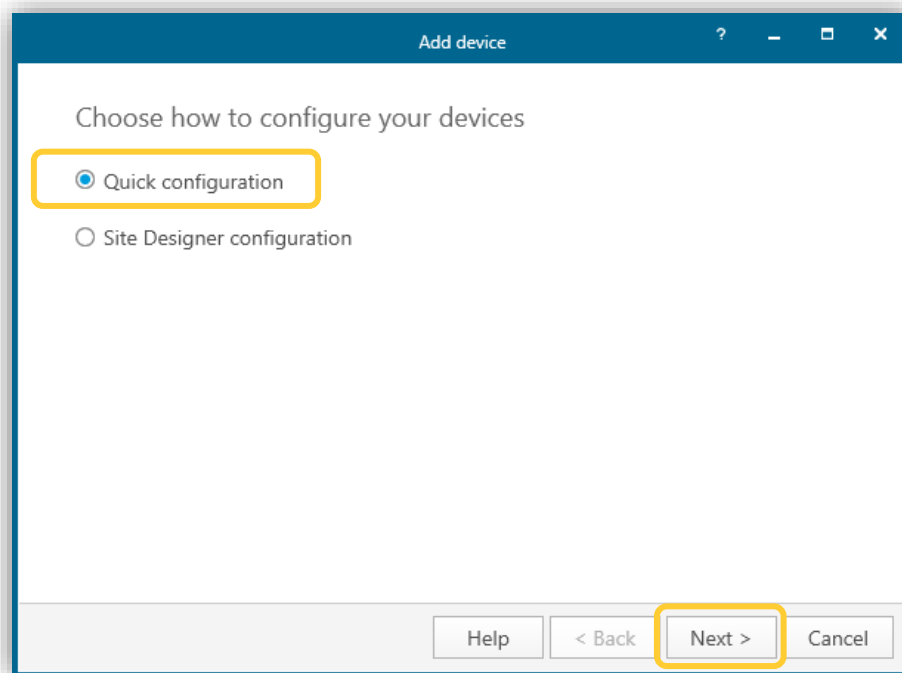 Add device ?
Choose how to configure your devices
Quick configuration
Site Designer configuration
Help < Back Next > Cancel